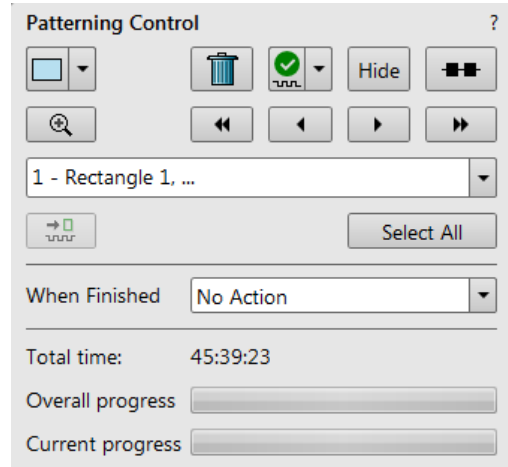 Patterning Control ?
Hide
1 - Rectangle 1, ...
Select All
When Finished No Action
Total time: 45:39:23
Overall progress
Current progress